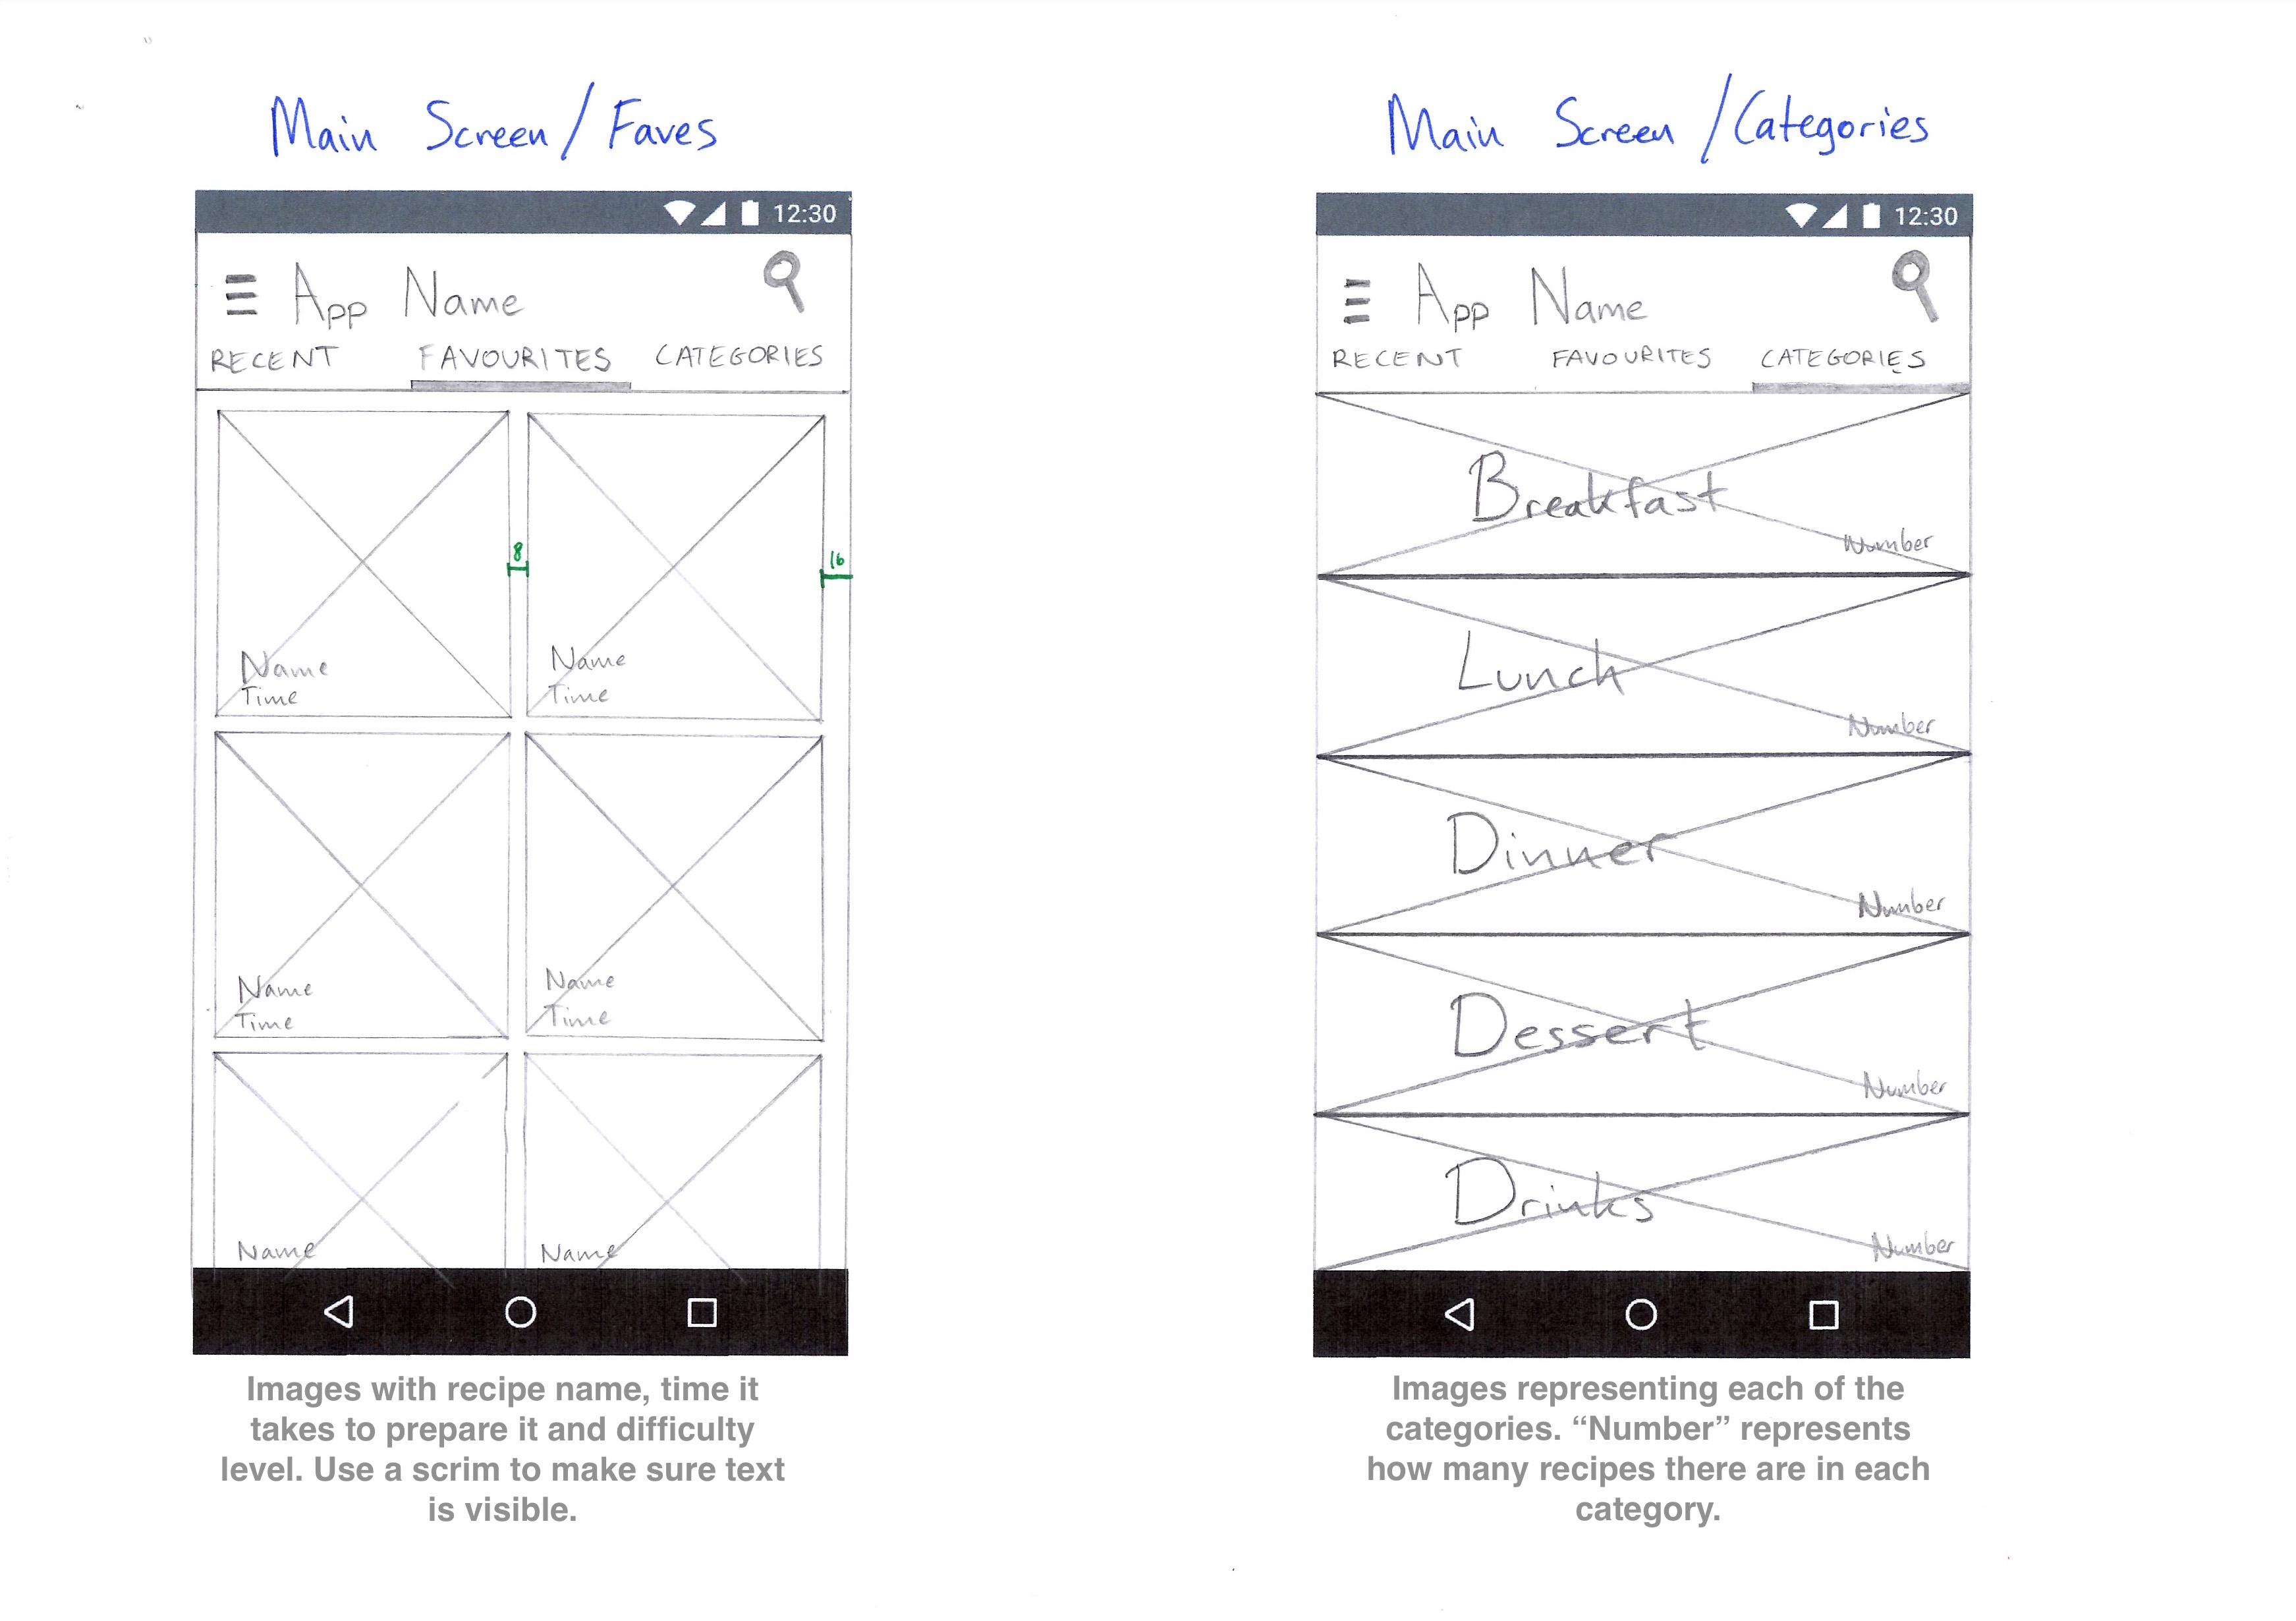 Main Screen / Faves
12:30
App Name
RECENT FAVOURITES CATEGORIES
8
16
Name
Time
Name
Time
Name
Time
Name
Time
Name
Name
Images with recipe name, time it
takes to prepare it and difficulty
level. Use a scrim to make sure text
is visible.
Main Screen / Categories
12:30
App Name
RECENT FAVOURITES CATEGORIES
Breakfast
Number
Lunch
Number
Dinner
Number
Dessert
Number
Drinks
Number
Images representing each of the
categories. “Number” represents
how many recipes there are in each
category.